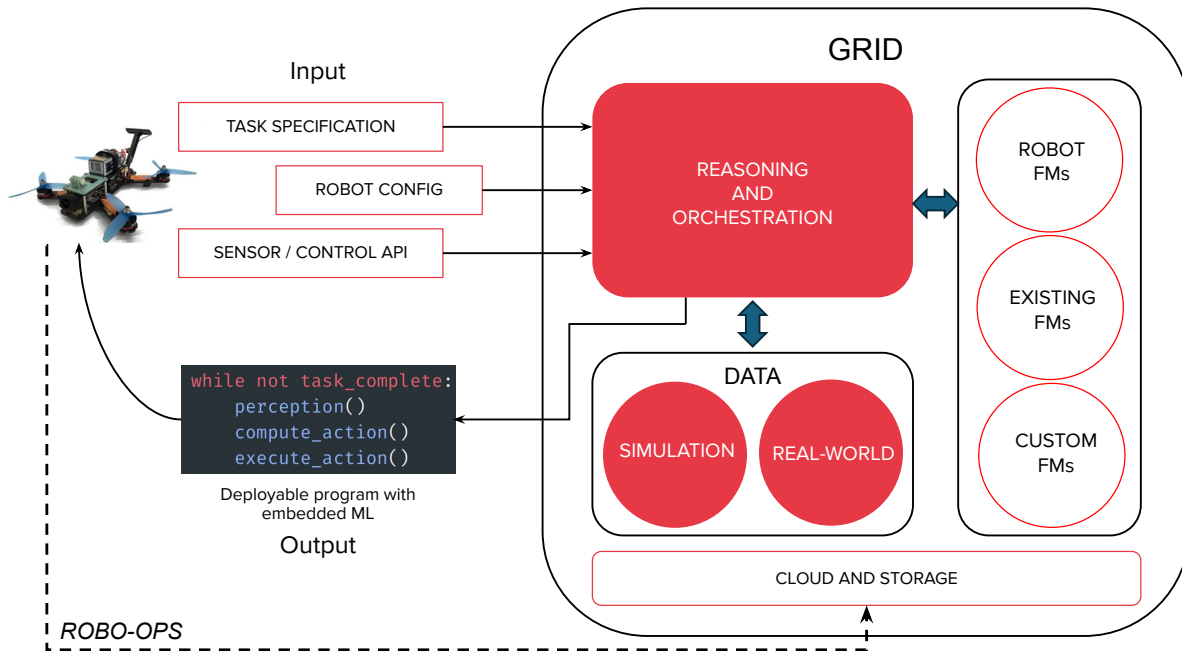 GRID
Input
TASK SPECIFICATION
ROBOT CONFIG
SENSOR / CONTROL API
REASONING
AND
ORCHESTRATION
ROBOT
FMs
EXISTING
FMs
CUSTOM
FMs
while not task_complete:
perception()
compute_action()
execute_action()
Deployable program with
embedded ML
Output
DATA
SIMULATION
REAL-WORLD
CLOUD AND STORAGE
ROBO-OPS